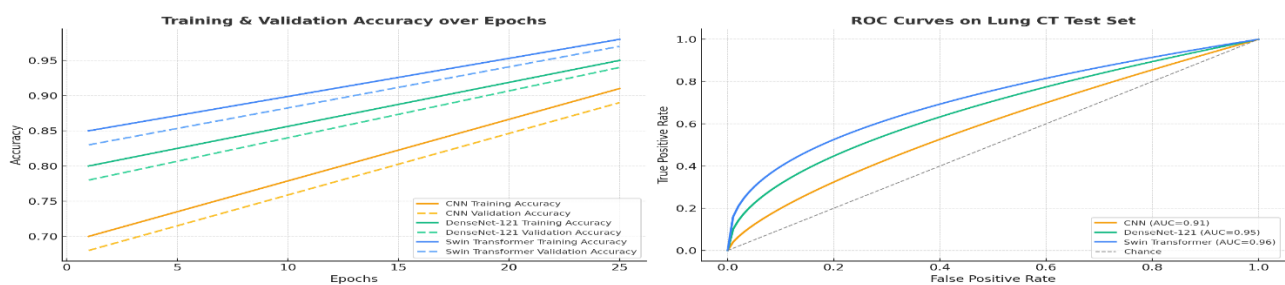 Training & Validation Accuracy over Epochs
0.95
0.90
0.85
0.80
0.75
0.70
Accuracy
0 5 10 15 20 25
Epochs
CNN Training Accuracy
CNN Validation Accuracy
DenseNet-121 Training Accuracy
DenseNet-121 Validation Accuracy
Swin Transformer Training Accuracy
Swin Transformer Validation Accuracy
ROC Curves on Lung CT Test Set
1.0
0.8
0.6
0.4
0.2
0.0
True Positive Rate
0.0 0.2 0.4 0.6 0.8 1.0
False Positive Rate
CNN (AUC=0.91)
DenseNet-121 (AUC=0.95)
Swin Transformer (AUC=0.96)
Chance